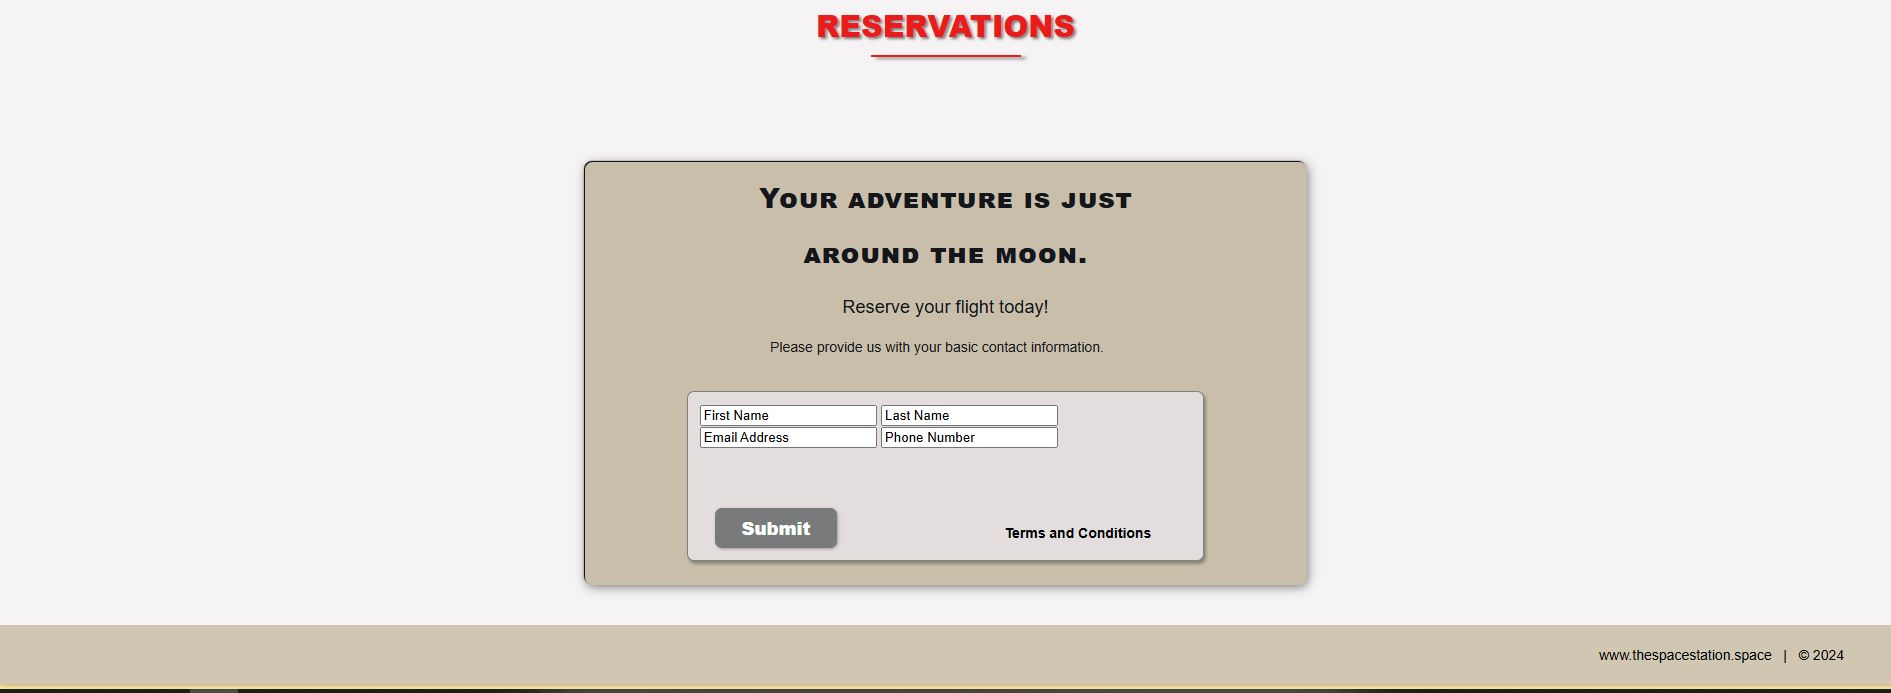 RESERVATIONS
Your adventure is just
around the moon.
Reserve your flight today!
Please provide us with your basic contact information.
First Name Last Name
Email Address Phone Number
Submit Terms and Conditions
www.thespacestation.space | © 2024